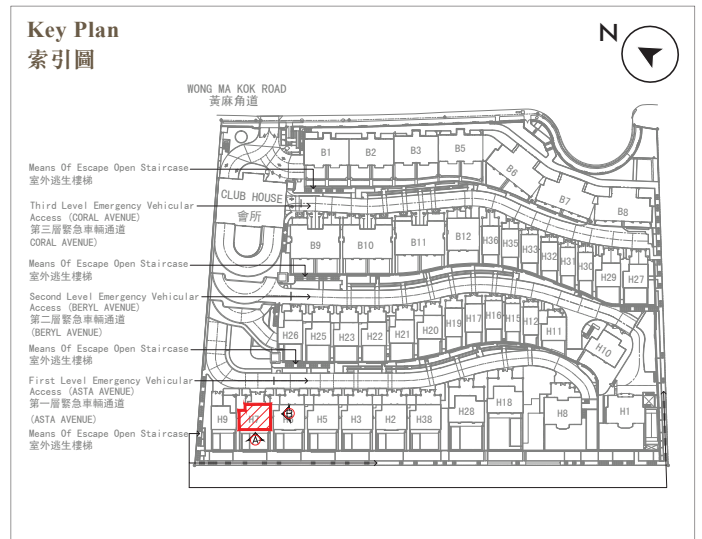 Key Plan
索引圖
N
WONG MA KOK ROAD
黃麻角道
Means Of Escape Open Staircase
室外逃生樓梯
Third Level Emergency Vehicular
Access (CORAL AVENUE)
第三層緊急車輛通道
CORAL AVENUE)
Means Of Escape Open Staircase
室外逃生樓梯
Second Level Emergency Vehicular
Access (BERYL AVENUE)
第二層緊急車輛通道
(BERYL AVENUE)
Means Of Escape Open Staircase
室外逃生樓梯
First Level Emergency Vehicular
Access (ASTA AVENUE)
第一層緊急車輛通道
(ASTA AVENUE)
Means Of Escape Open Staircase
室外逃生樓梯
CLUB HOUSE
會所
B1 B2 B3 B5 B6 B7 B8
B9 B10 B11 B12 H36 H35 H33 H32 H31 H30 H29 H27
H26 H25 H23 H22 H21 H20 H19 H17 H16 H15 H12 H11 H10
H9 H7 H5 H3 H2 H38 H28 H18 H8 H1
A